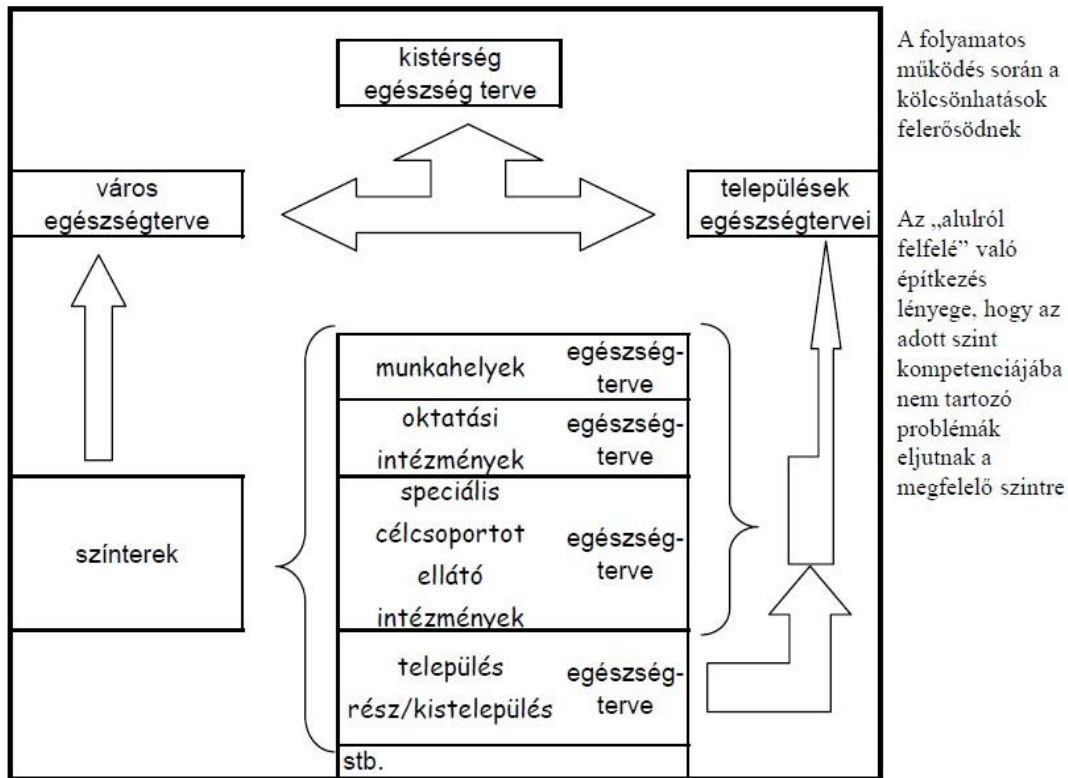 kistérség
egészség terve
város
egészségterve
települések
egészségtervei
színterek
munkahelyek
egészség-
terve
oktatási
intézmények
egészség-
terve
speciális
célcsoportot
ellátó
intézmények
egészség-
terve
település
rész/kistelepülés
egészség-
terve
stb.
A folyamatos
működés során a
kölcsönhatások
felerősödnek
Az „alulról
felfelé” való
építkezés
lényege, hogy az
adott szint
kompetenciájába
nem tartozó
problémák
eljutnak a
megfelelő szintre